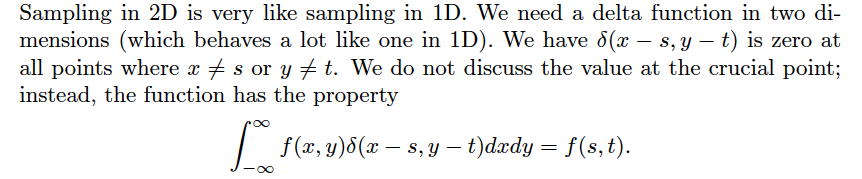 Sampling in 2D is very like sampling in 1D. We need a delta function in two di-
mensions (which behaves a lot like one in 1D). We have δ(x − s, y − t) is zero at
all points where x ≠ s or y ≠ t. We do not discuss the value at the crucial point;
instead, the function has the property
∫_{−∞}^{∞} f(x, y)δ(x − s, y − t)dxdy = f(s, t).